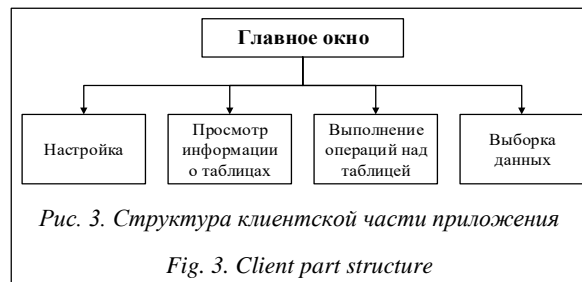 Главное окно
Настройка
Просмотр
информации
о таблицах
Выполнение
операций над
таблицей
Выборка
данных
Рис. 3. Структура клиентской части приложения
Fig. 3. Client part structure